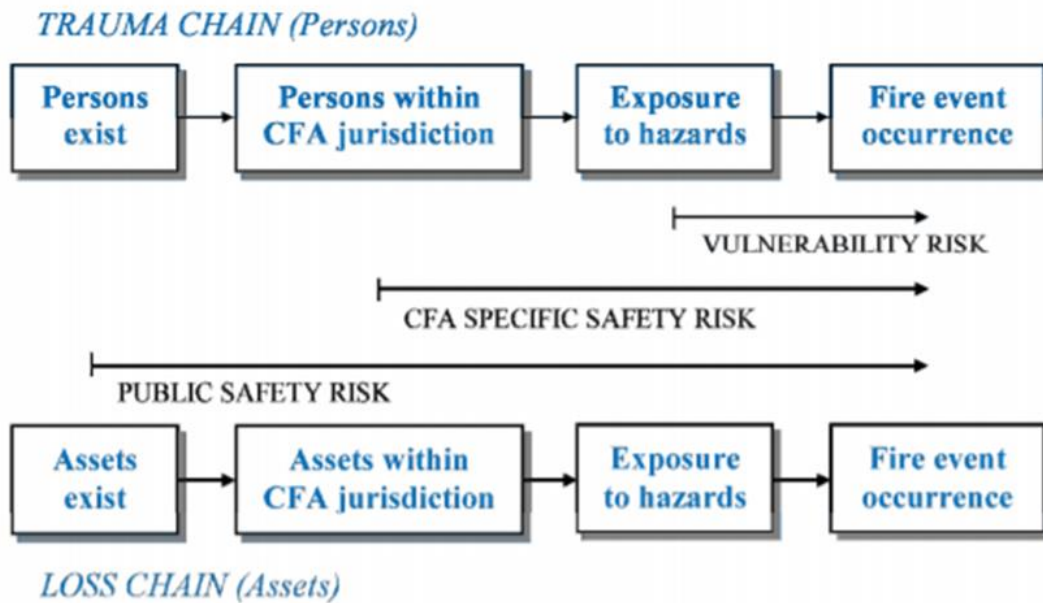 TRAUMA CHAIN (Persons)
Persons
exist
Persons within
CFA jurisdiction
Exposure
to hazards
Fire event
occurrence
VULNERABILITY RISK
CFA SPECIFIC SAFETY RISK
PUBLIC SAFETY RISK
Assets
exist
Assets within
CFA jurisdiction
Exposure
to hazards
Fire event
occurrence
LOSS CHAIN (Assets)